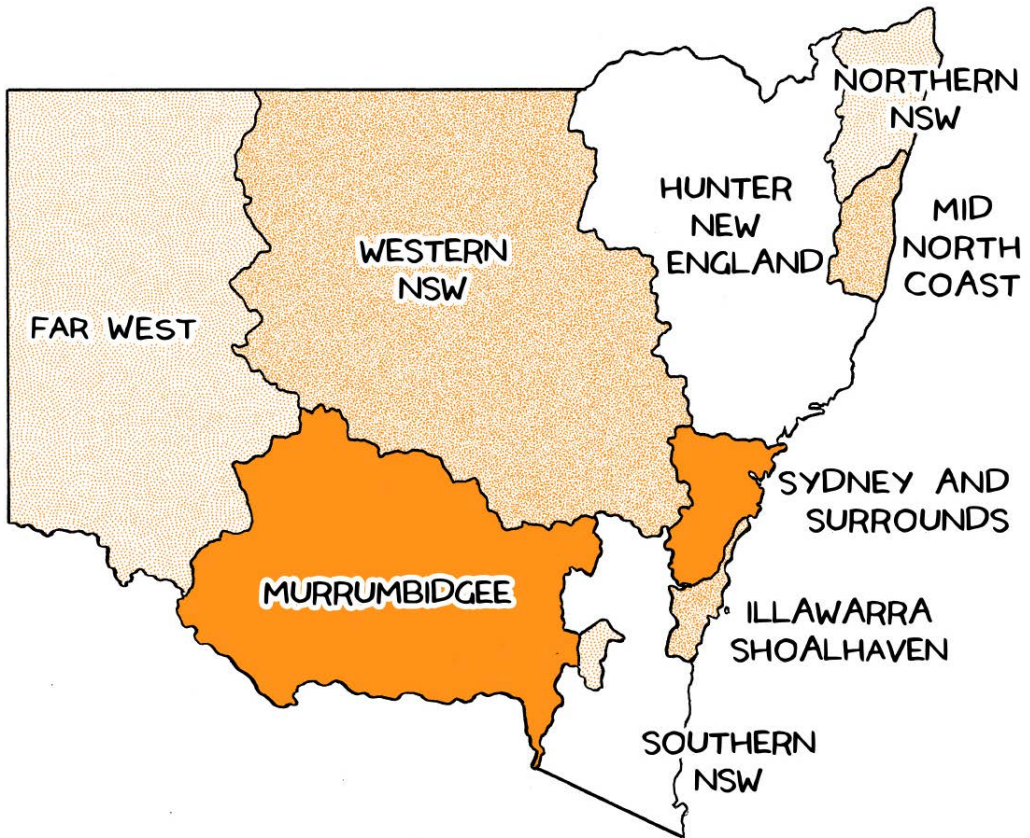 NORTHERN
NSW
HUNTER
NEW
ENGLAND
MID
NORTH
COAST
WESTERN
NSW
FAR WEST
SYDNEY AND
SURROUNDS
MURRUMBIDGEE
ILLAWARRA
SHOALHAVEN
SOUTHERN
NSW